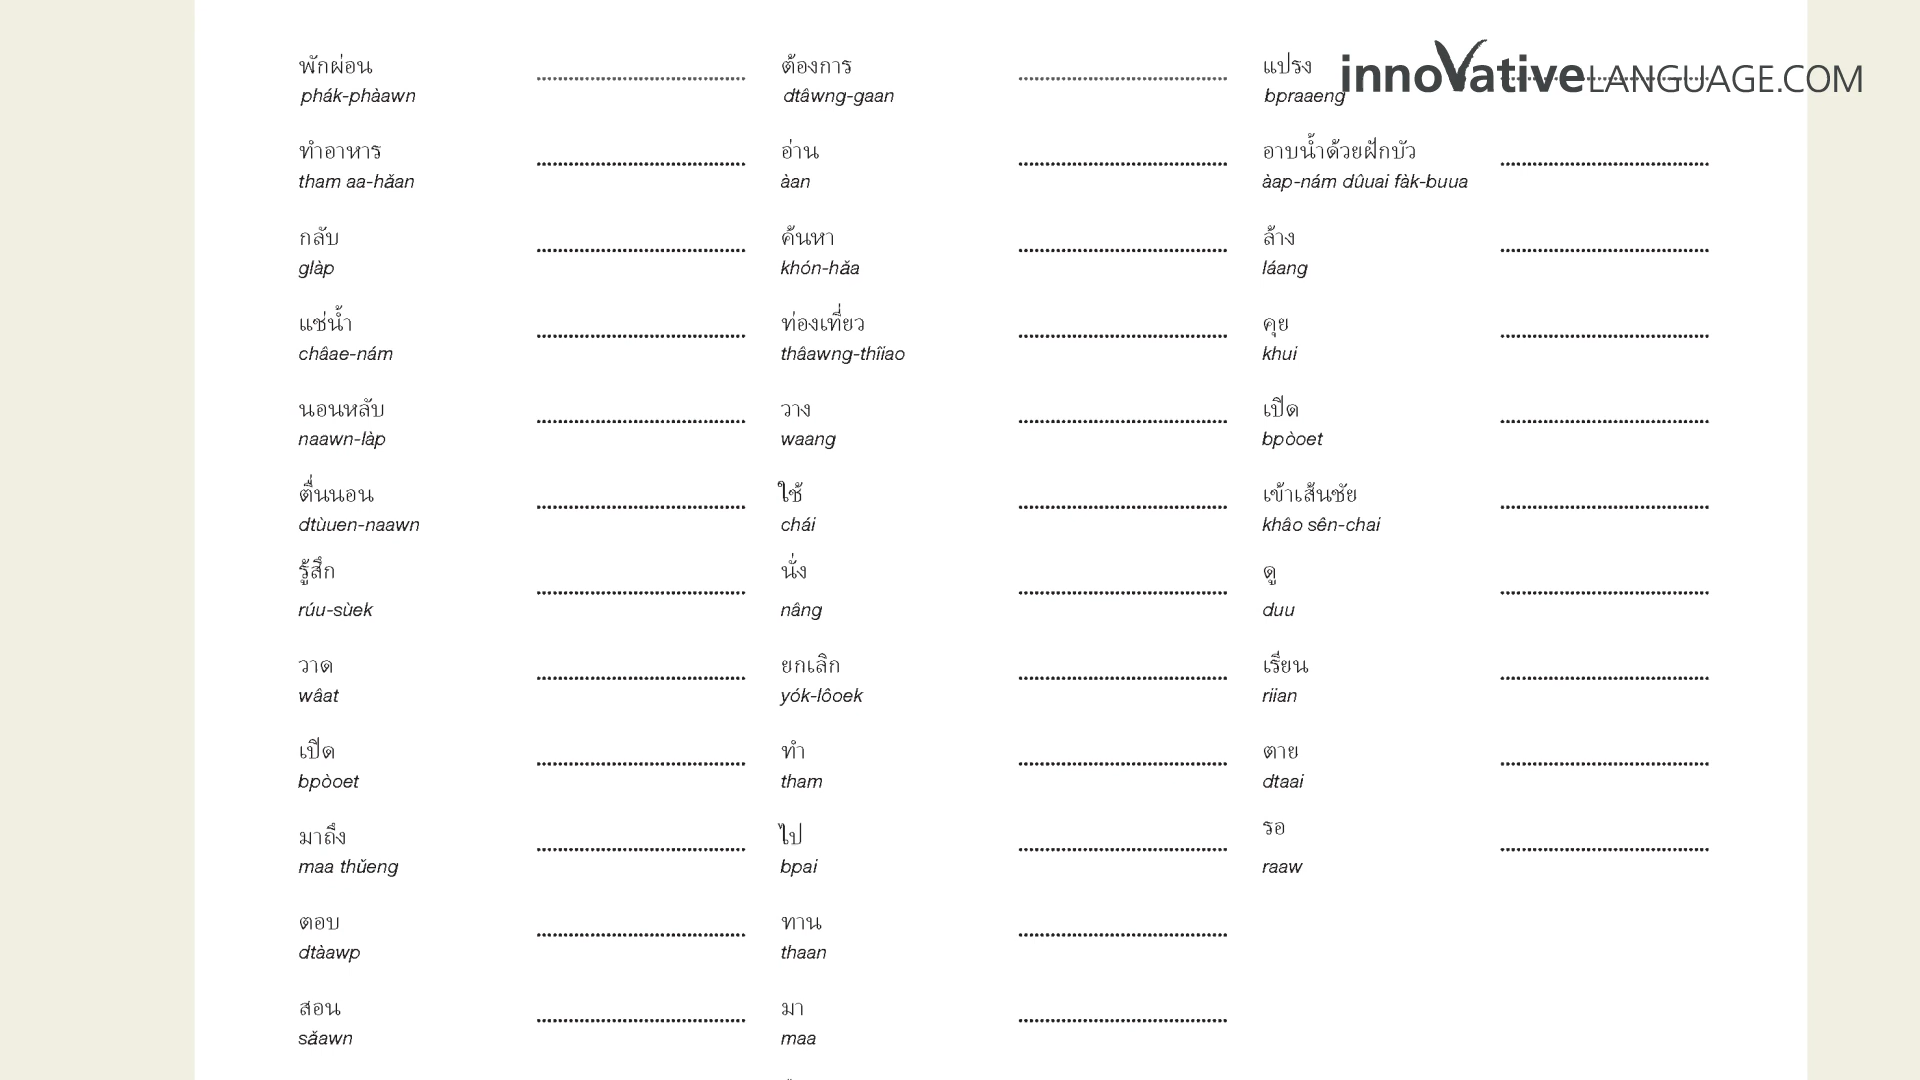 พักผ่อน
phák-phàawn
ทำอาหาร
tham aa-hǎan
กลับ
glàp
แช่น้ำ
châae-nám
นอนหลับ
naawn-làp
ตื่นนอน
dtùuen-naawn
รู้สึก
rúu-sùek
วาด
wâat
เปิด
bpòoet
มาถึง
maa thǔeng
ตอบ
dtàawp
สอน
sǎawn
ต้องการ
dtâwng-gaan
อ่าน
àan
ค้นหา
khón-hǎa
ท่องเที่ยว
thâawng-thîiao
วาง
waang
ใช้
chái
นั่ง
nâng
ยกเลิก
yók-lôoek
ทำ
tham
ไป
bpai
ทาน
thaan
มา
maa
แปรง
bpraaeng
อาบน้ำด้วยฝักบัว
àap-nám dûuai fàk-buua
ล้าง
láang
คุย
khui
เปิด
bpòoet
เข้าเส้นชัย
khâo sên-chai
ดู
duu
เรียน
riian
ตาย
dtaai
รอ
raaw
innoVative LANGUAGE.COM